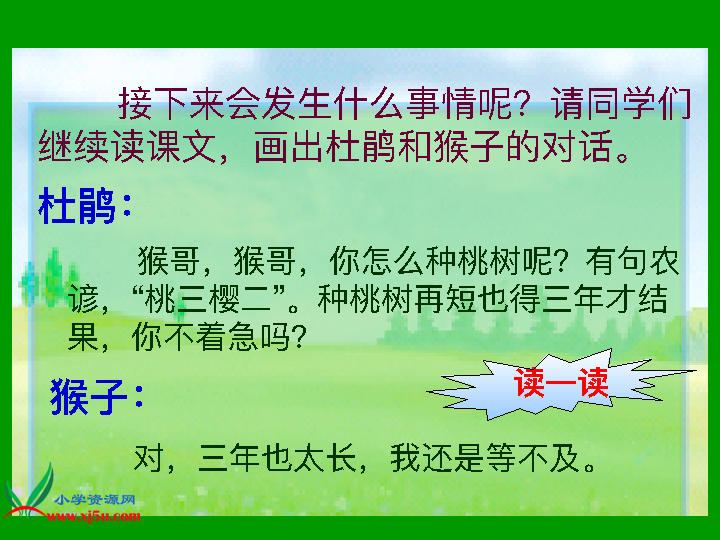 接下来会发生什么事情呢？请同学们
继续读课文，画出杜鹃和猴子的对话。
杜鹃：
猴哥，猴哥，你怎么种桃树呢？有句农
谚，“桃三樱二”。种桃树再短也得三年才结
果，你不着急吗？
读一读
猴子：
对，三年也太长，我还是等不及。
小学资源网
www.xj5u.com